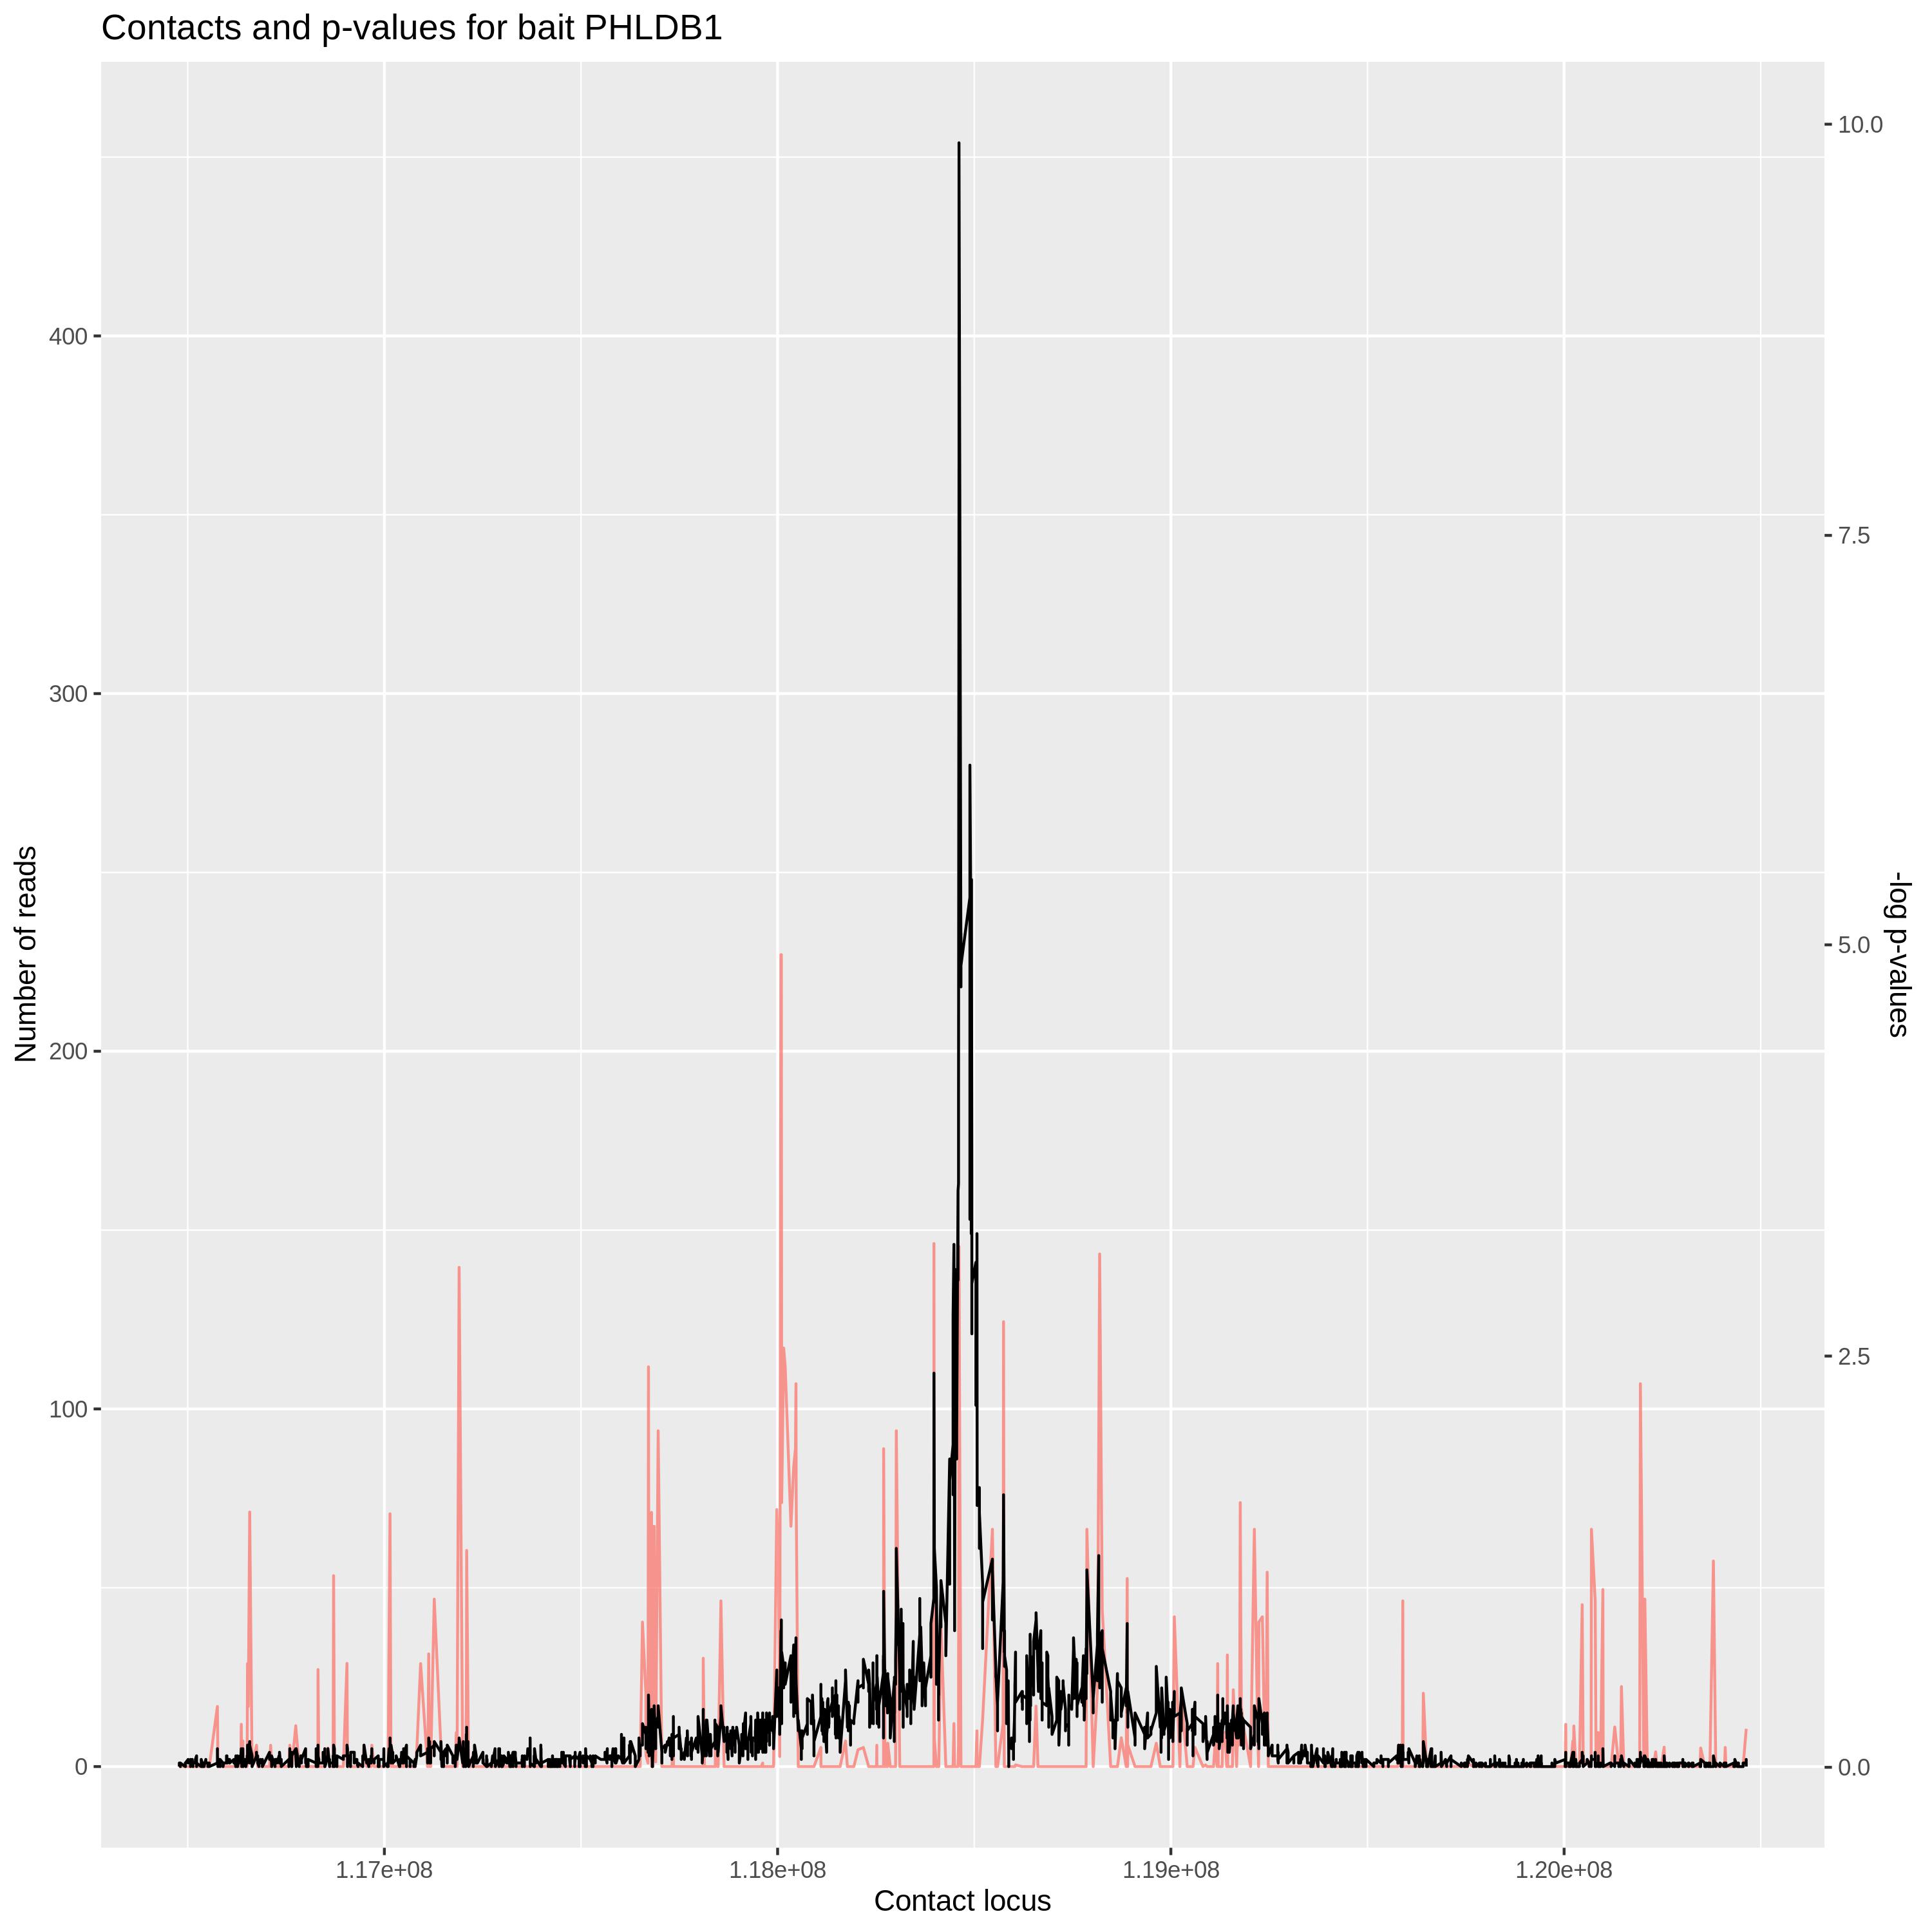 Contacts and p-values for bait PHLDB1
Number of reads
400
300
200
100
0
10.0
7.5
5.0
2.5
0.0
-log p-values
1.17e+08
1.18e+08
1.19e+08
1.20e+08
Contact locus